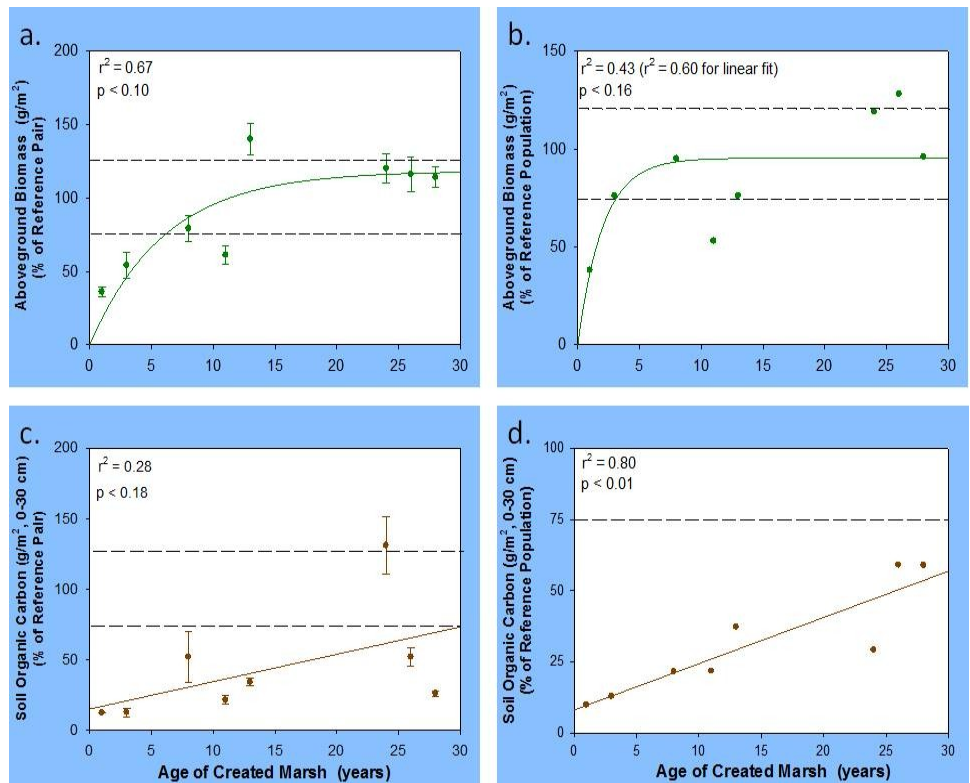 a.
r² = 0.67
p < 0.10
Aboveground Biomass (g/m²)
(% of Reference Pair)
200
150
100
50
0
0 5 10 15 20 25 30
b.
r² = 0.43 (r² = 0.60 for linear fit)
p < 0.16
Aboveground Biomass (g/m²)
(% of Reference Population)
150
100
50
0
0 5 10 15 20 25 30
c.
r² = 0.28
p < 0.18
Soil Organic Carbon (g/m², 0-30 cm)
(% of Reference Pair)
200
150
100
50
0
0 5 10 15 20 25 30
Age of Created Marsh (years)
d.
r² = 0.80
p < 0.01
Soil Organic Carbon (g/m², 0-30 cm)
(% of Reference Population)
100
75
50
25
0
0 5 10 15 20 25 30
Age of Created Marsh (years)